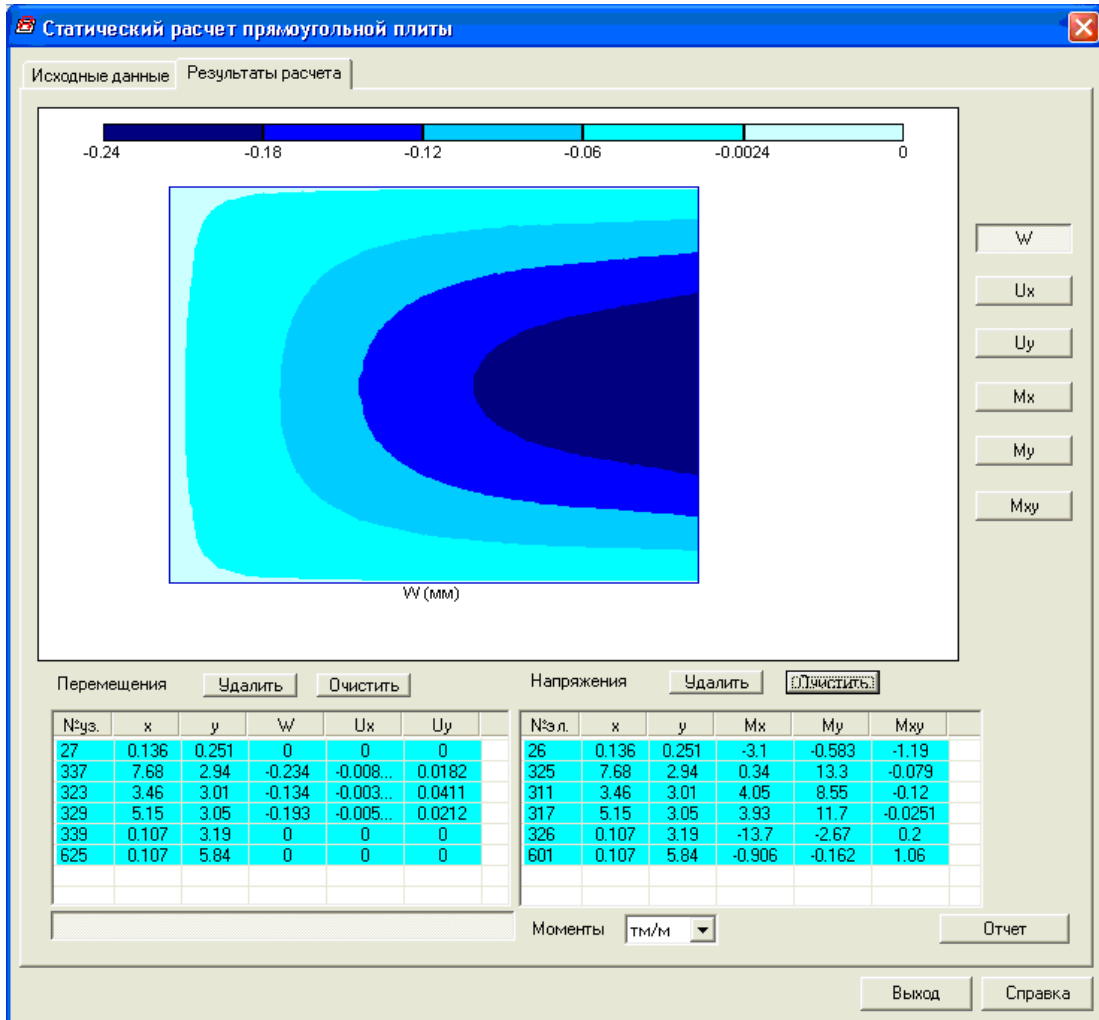 Статический расчет прямоугольной плиты
Исходные данные Результаты расчета
-0.24 -0.18 -0.12 -0.06 -0.0024 0
W
Ux
Uy
Mx
My
Mxy
W (мм)
Перемещения Удалить Очистить Напряжения Удалить Очистить
№уз. x y W Ux Uy №эл. x y Mx My Mxy
27 0.136 0.251 0 0 0 26 0.136 0.251 -3.1 -0.583 -1.19
337 7.68 2.94 -0.234 -0.008... 0.0182 325 7.68 2.94 0.34 13.3 -0.079
323 3.46 3.01 -0.134 -0.003... 0.0411 311 3.46 3.01 4.05 8.55 -0.12
329 5.15 3.05 -0.193 -0.005... 0.0212 317 5.15 3.05 3.93 11.7 -0.0251
339 0.107 3.19 0 0 0 326 0.107 3.19 -13.7 -2.67 0.2
625 0.107 5.84 0 0 0 601 0.107 5.84 -0.906 -0.162 1.06
Моменты тм/м Отчет
Выход Справка